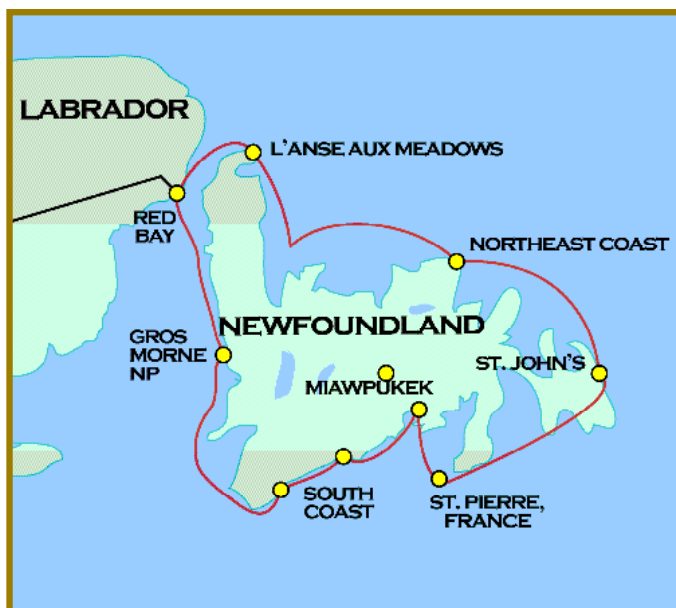 LABRADOR
L'ANSE AUX MEADOWS
RED
BAY
NORTHEAST COAST
NEWFOUNDLAND
GROS
MORNE
NP
ST. JOHN'S
MIAWPUKEK
SOUTH
COAST
ST. PIERRE,
FRANCE